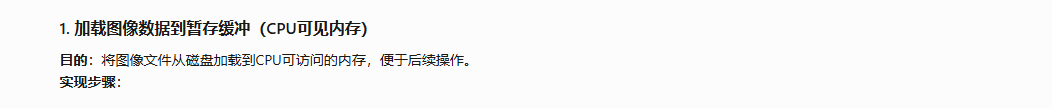 1. 加载图像数据到暂存缓冲（CPU可见内存）
目的：将图像文件从磁盘加载到CPU可访问的内存，便于后续操作。
实现步骤：